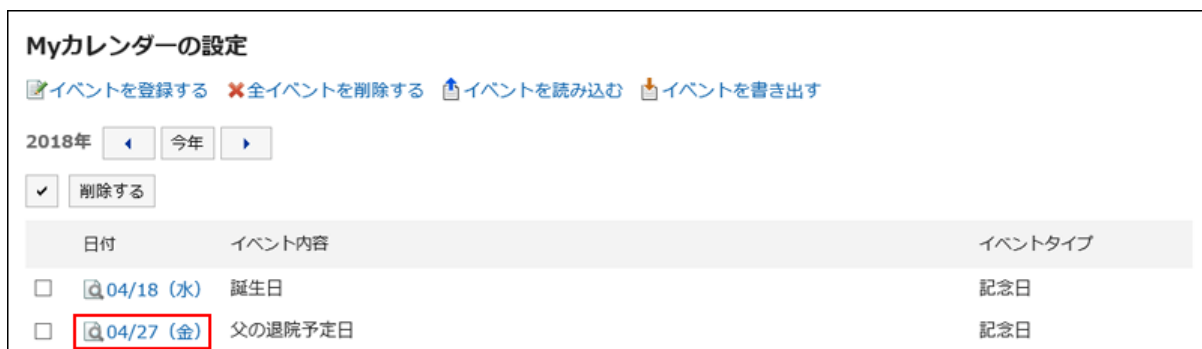 Myカレンダーの設定
イベントを登録する 全イベントを削除する イベントを読み込む イベントを書き出す
2018年 今年
削除する
日付 イベント内容 イベントタイプ
04/18（水） 誕生日 記念日
04/27（金） 父の退院予定日 記念日